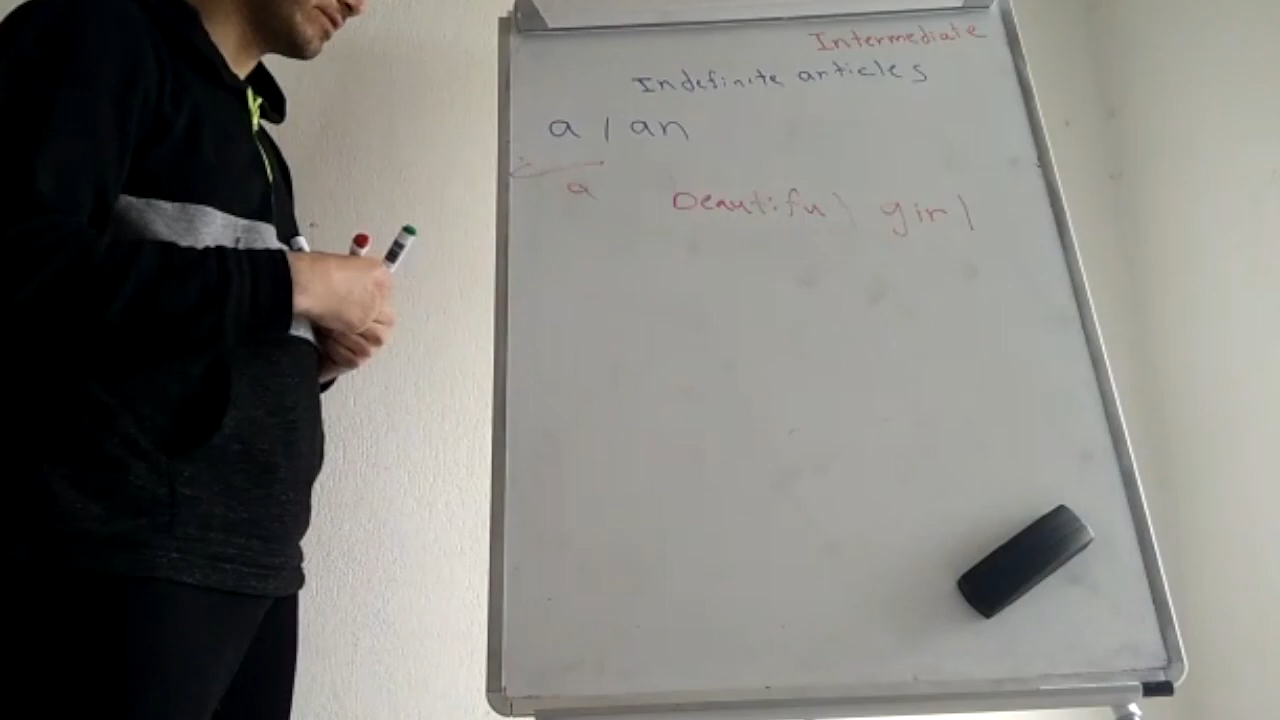 Intermediate
Indefinite articles
a / an
a beautiful girl